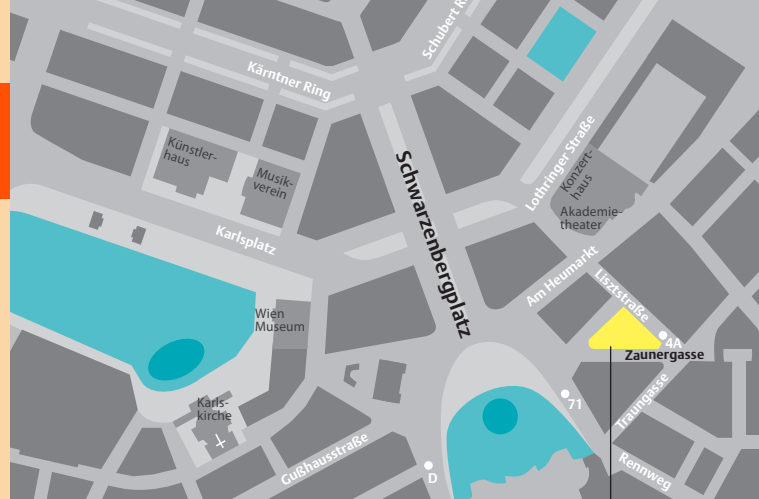 Schubert R
Kärntner Ring
Künstler-
haus
Musik-
verein
Schwarzenbergplatz
Lothringer Straße
Konzert-
haus
Akademie-
theater
Karlsplatz
Am Heumarkt
Lisztstraße
Wien
Museum
4A
Zaunergasse
Karls-
kirche
71
Traungasse
Gußhausstraße
D
Rennweg